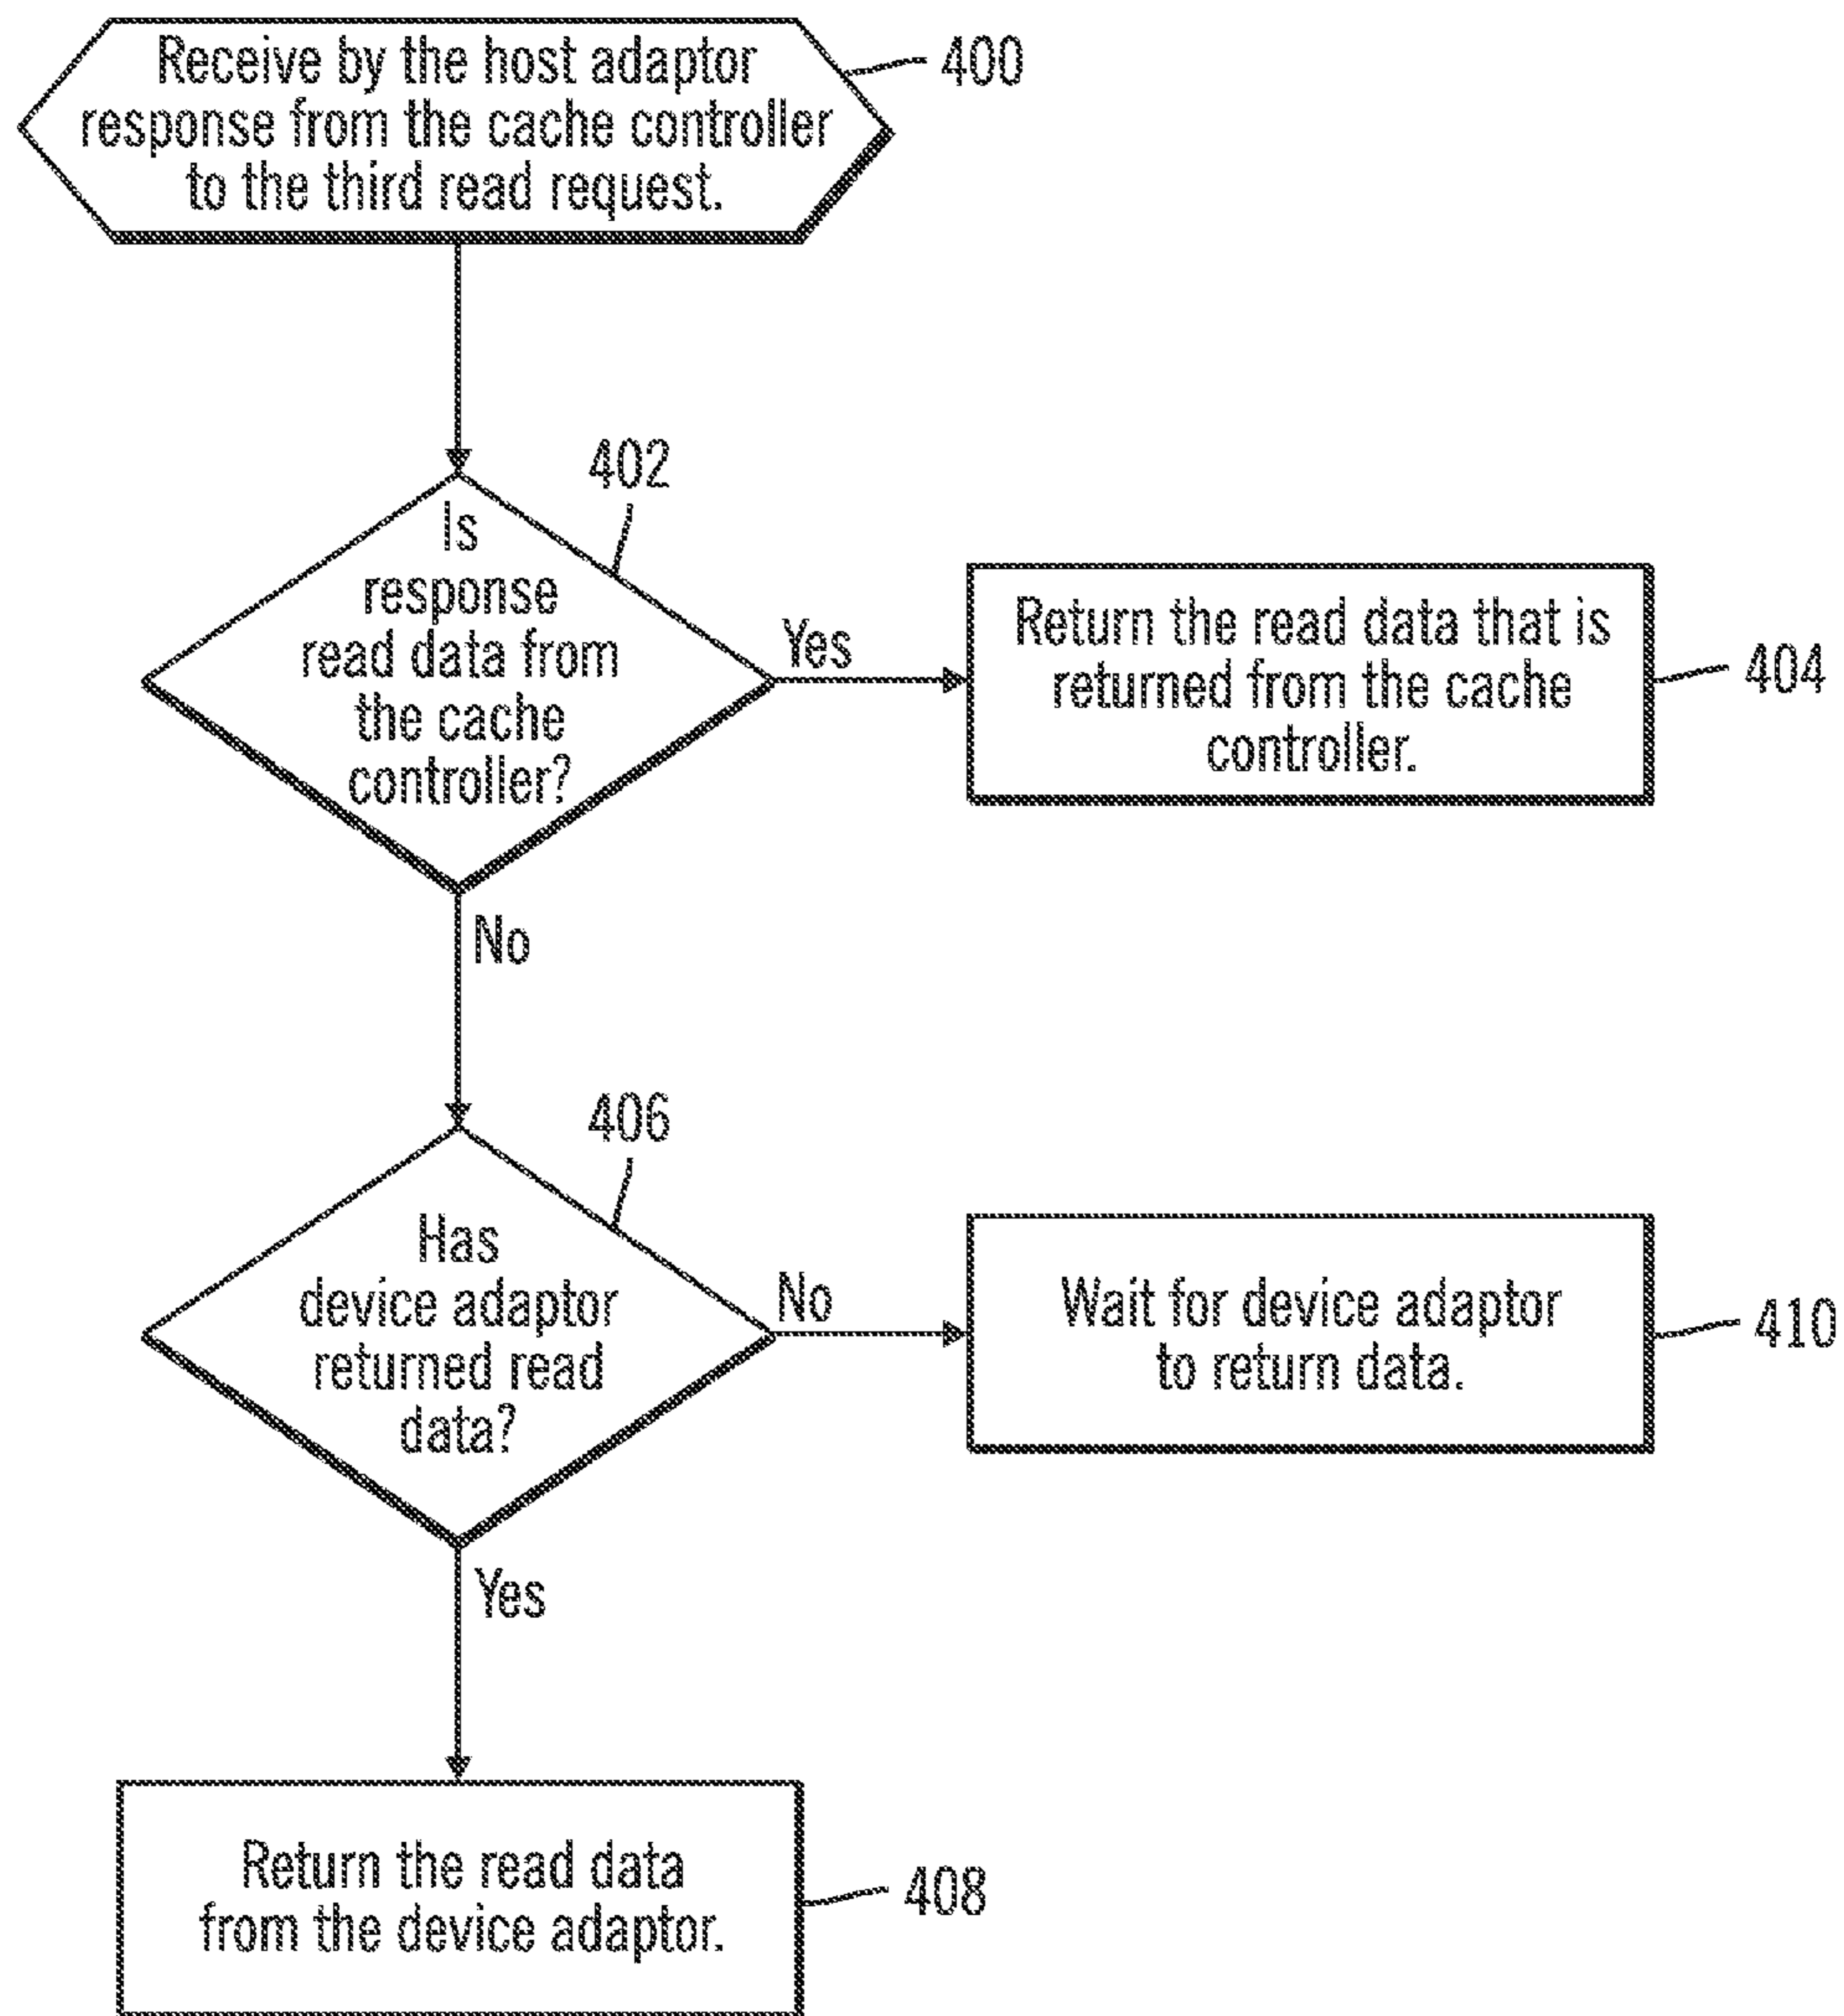 Receive by the host adaptor
response from the cache controller
to the third read request.
400
402
Is
response
read data from
the cache
controller?
Yes
Return the read data that is
returned from the cache
controller.
404
No
406
Has
device adaptor
returned read
data?
No
Wait for device adaptor
to return data.
410
Yes
Return the read data
from the device adaptor.
408